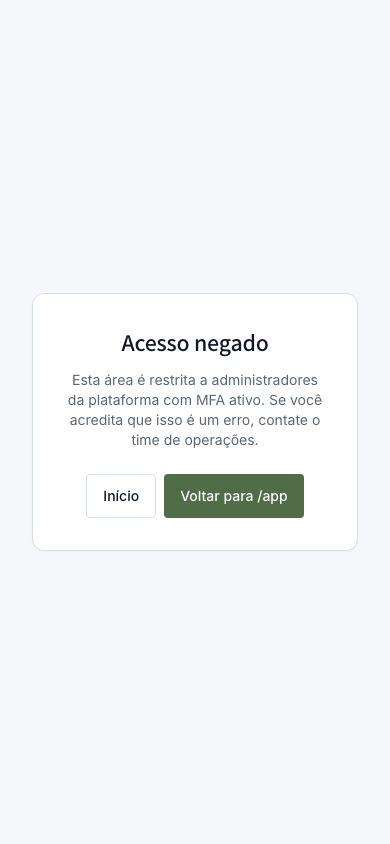 Acesso negado
Esta área é restrita a administradores
da plataforma com MFA ativo. Se você
acredita que isso é um erro, contate o
time de operações.
Início
Voltar para /app